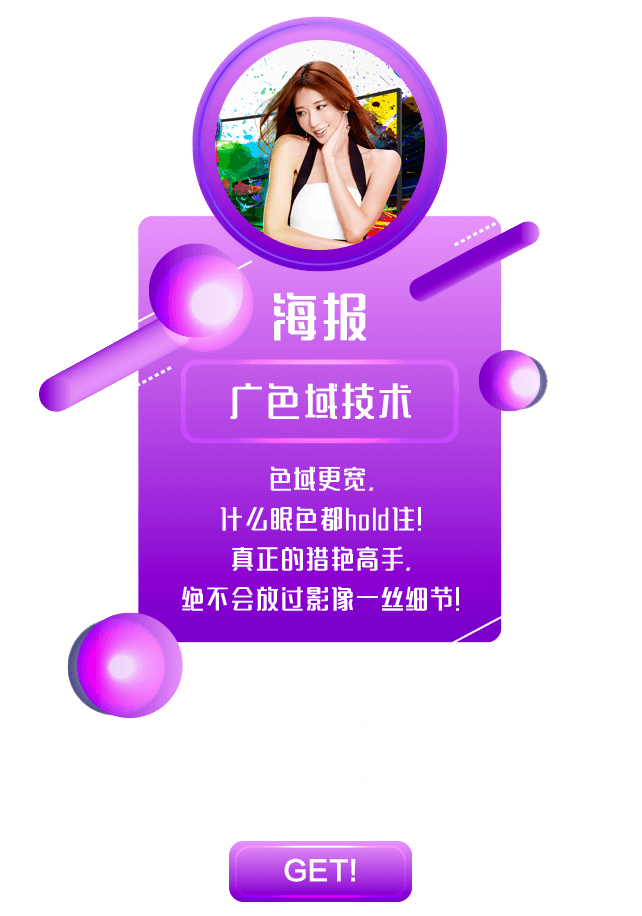 海报
广色域技术
色域更宽,
什么眼色都hold住!
真正的猎艳高手,
绝不会放过影像一丝细节!
GET!